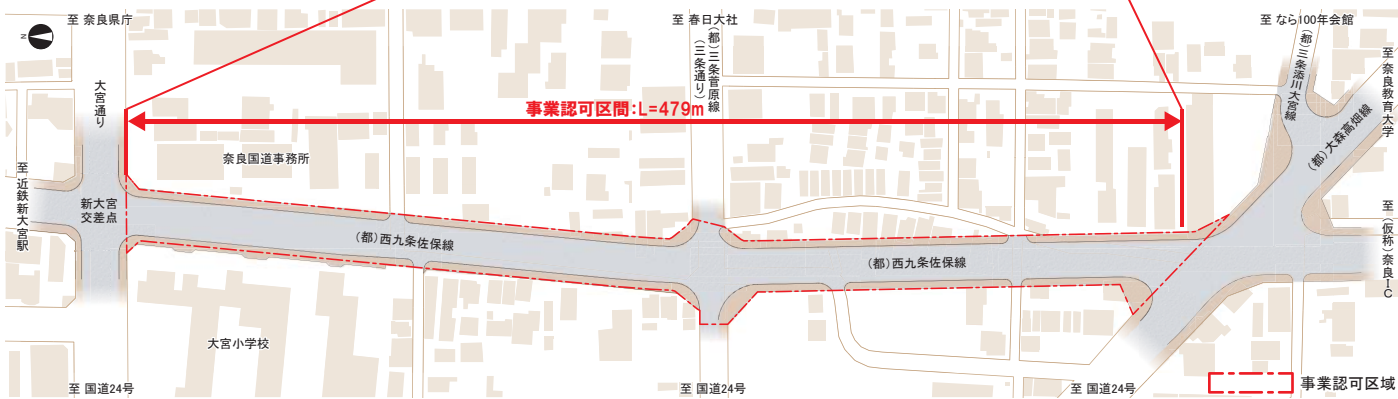 至 奈良県庁
至 春日大社
至 なら100年会館
N
大宮通り
(都)三条菅原線
(三条通り)
(都)三条添川大宮線
至 奈良教育大学
(都)大森高畑線
事業認可区間:L=479m
奈良国道事務所
至 近鉄新大宮駅
新大宮
交差点
(都)西九条佐保線
(都)西九条佐保線
至 (仮称)奈良IC
大宮小学校
至 国道24号
至 国道24号
至 国道24号
事業認可区域